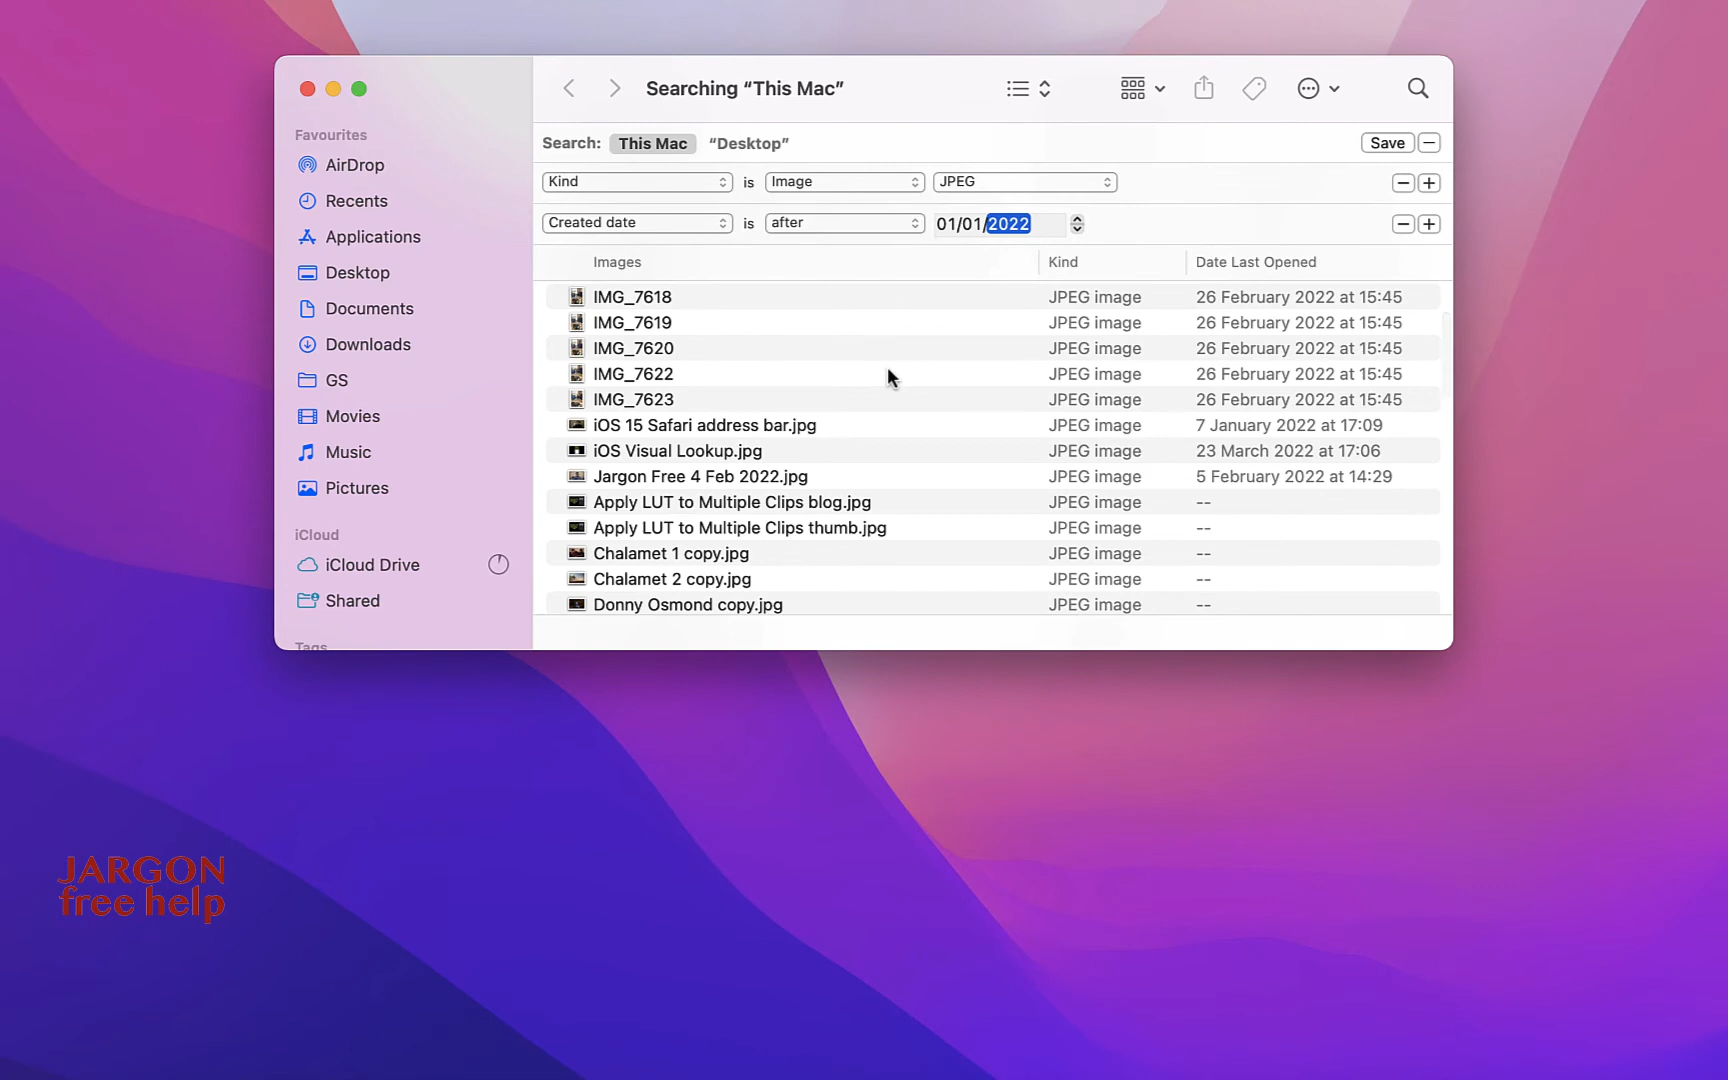 Searching “This Mac”
Favourites
AirDrop
Recents
Applications
Desktop
Documents
Downloads
GS
Movies
Music
Pictures
iCloud
iCloud Drive
Shared
Tags
Search: This Mac “Desktop” Save
Kind is Image JPEG
Created date is after 01/01/2022
Images Kind Date Last Opened
IMG_7618 JPEG image 26 February 2022 at 15:45
IMG_7619 JPEG image 26 February 2022 at 15:45
IMG_7620 JPEG image 26 February 2022 at 15:45
IMG_7622 JPEG image 26 February 2022 at 15:45
IMG_7623 JPEG image 26 February 2022 at 15:45
iOS 15 Safari address bar.jpg JPEG image 7 January 2022 at 17:09
iOS Visual Lookup.jpg JPEG image 23 March 2022 at 17:06
Jargon Free 4 Feb 2022.jpg JPEG image 5 February 2022 at 14:29
Apply LUT to Multiple Clips blog.jpg JPEG image --
Apply LUT to Multiple Clips thumb.jpg JPEG image --
Chalamet 1 copy.jpg JPEG image --
Chalamet 2 copy.jpg JPEG image --
Donny Osmond copy.jpg JPEG image --
JARGON
free help